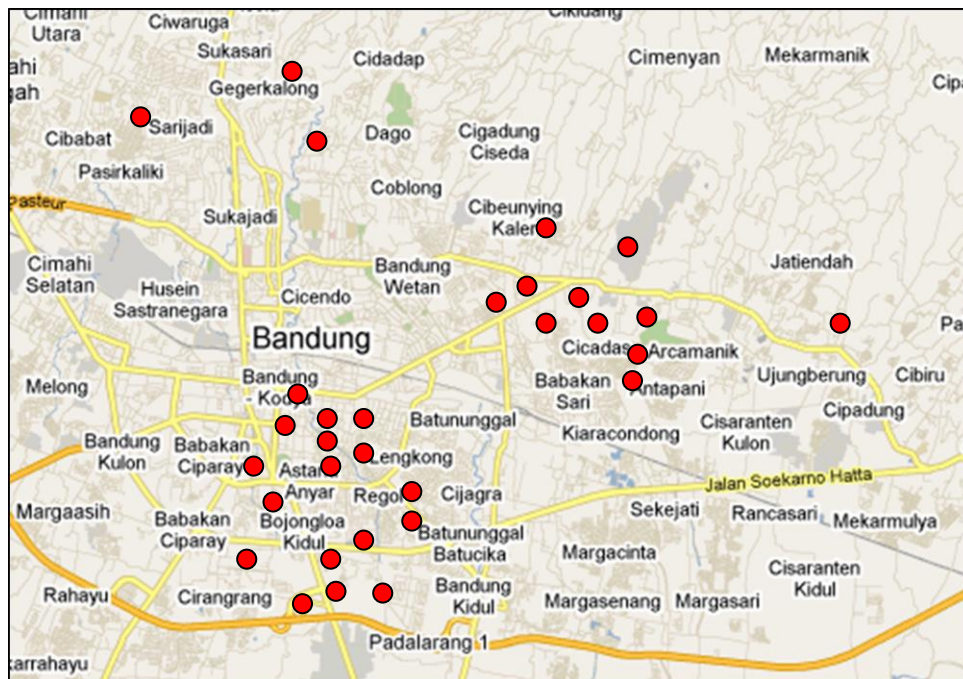 Cimahi
Utara
Ciwaruga
Cikidang
Sukasari
Cidadap
Cimenyan
Mekarmanik
Gegerkalong
Sarijadi
Cibabat
Dago
Cigadung
Ciseda
Pasirkaliki
Coblong
Pasteur
Sukajadi
Cibeunying
Kaler
Cimahi
Selatan
Husein
Sastranegara
Cicendo
Bandung
Wetan
Jatiendah
Bandung
Cicadas
Arcamanik
Melong
Bandung
- Kodya
Babakan
Sari
Antapani
Ujungberung
Cibiru
Batununggal
Cipadung
Kiaracondong
Cisaranten
Kulon
Bandung
Kulon
Babakan
Ciparay
Astana
Anyar
Lengkong
Regol
Cijagra
Jalan Soekarno Hatta
Margaasih
Babakan
Ciparay
Bojongloa
Kidul
Batununggal
Batucika
Sekejati
Rancasari
Mekarmulya
Margacinta
Cisaranten
Kidul
Rahayu
Cirangrang
Bandung
Kidul
Margasenang
Margasari
Padalarang 1
karrahayu